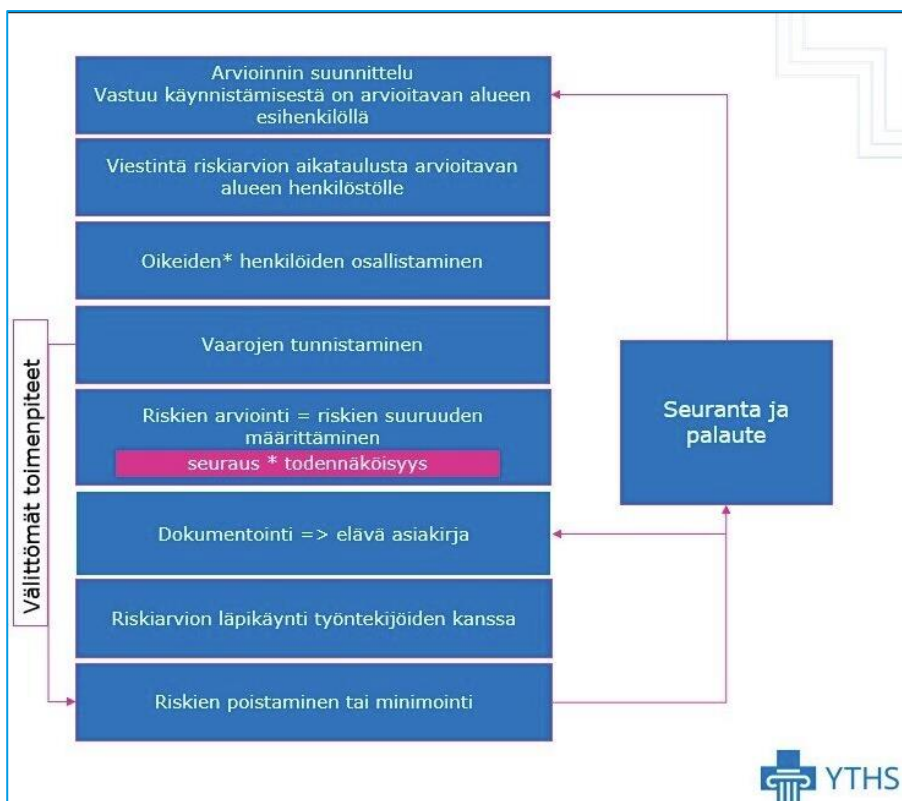 Arvioinnin suunnittelu
Vastuu käynnistämisestä on arvioitavan alueen
esihenkilöllä
Viestintä riskiarvion aikataulusta arvioitavan
alueen henkilöstölle
Oikeiden* henkilöiden osallistaminen
Vaarojen tunnistaminen
Riskien arviointi = riskien suuruuden
määrittäminen
seuraus * todennäköisyys
Dokumentointi => elävä asiakirja
Riskiarvion läpikäynti työntekijöiden kanssa
Riskien poistaminen tai minimointi
Välittömät toimenpiteet
Seuranta ja
palaute
YTHS